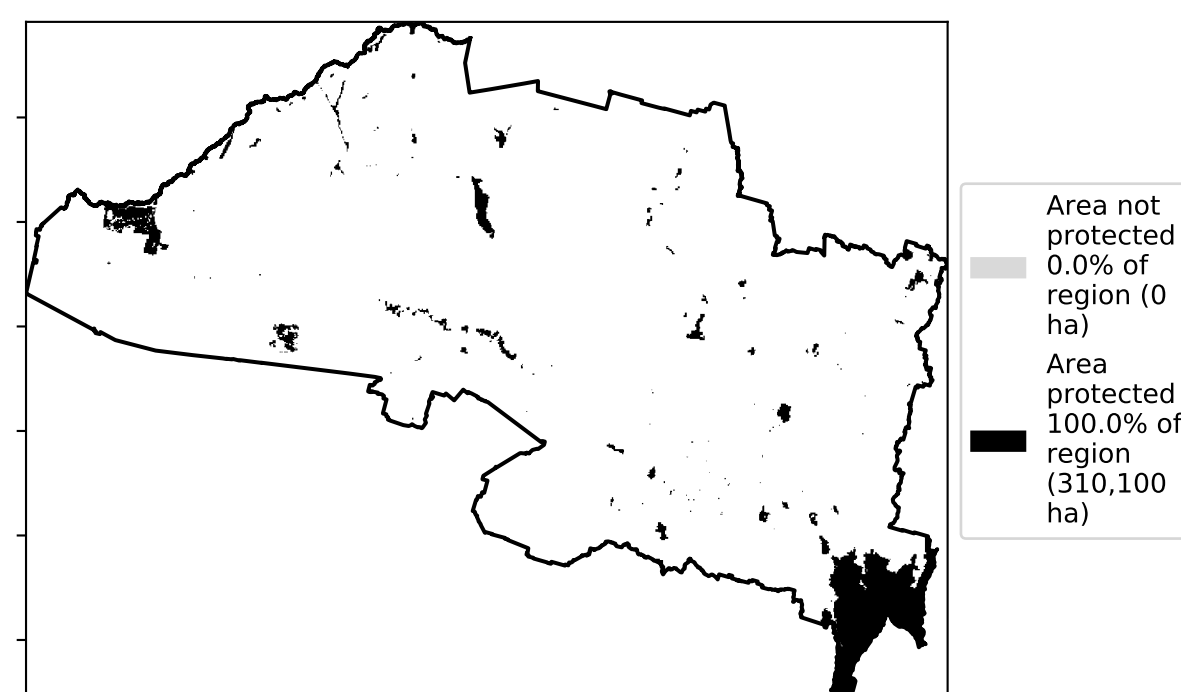 Area not
protected
0.0% of
region (0
ha)
Area
protected
100.0% of
region
(310,100
ha)